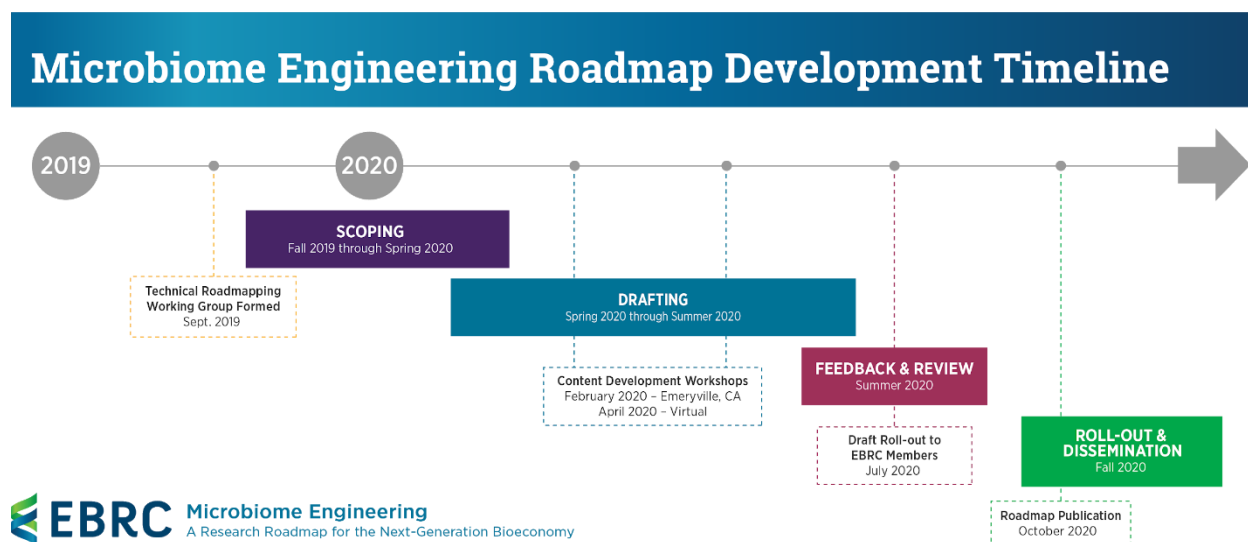 Microbiome Engineering Roadmap Development Timeline
2019
2020
SCOPING
Fall 2019 through Spring 2020
Technical Roadmapping
Working Group Formed
Sept. 2019
DRAFTING
Spring 2020 through Summer 2020
Content Development Workshops
February 2020 – Emeryville, CA
April 2020 – Virtual
FEEDBACK & REVIEW
Summer 2020
Draft Roll-out to
EBRC Members
July 2020
ROLL-OUT &
DISSEMINATION
Fall 2020
Roadmap Publication
October 2020
EBRC
Microbiome Engineering
A Research Roadmap for the Next-Generation Bioeconomy